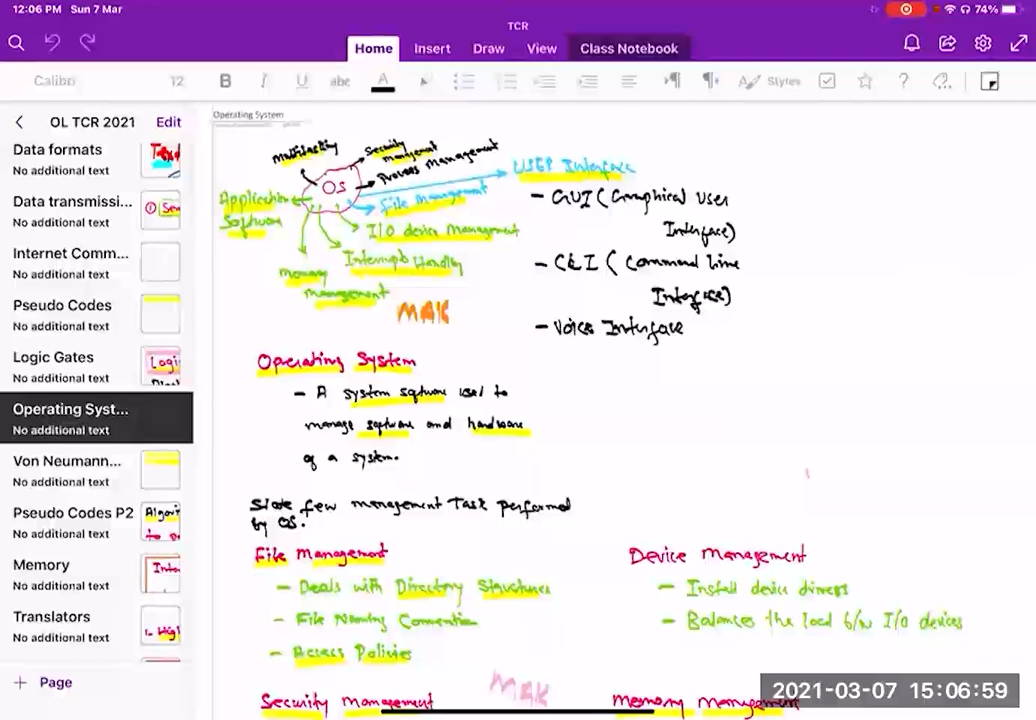 12:06 PM Sun 7 Mar
74%
TCR
Home Insert Draw View Class Notebook
Calibri 12 B I U abc A Styles ?
OL TCR 2021 Edit
Data formats
No additional text
Data transmissi...
No additional text
Internet Comm...
No additional text
Pseudo Codes
No additional text
Logic Gates
No additional text
Operating Syst...
No additional text
Von Neumann...
No additional text
Pseudo Codes P2
No additional text
Memory
No additional text
Translators
No additional text
+ Page
Operating System
Multitasking
Security
Management
Process Management
OS
USER Interface
Application
Software
File Management
I/O device Management
Interrupt Handling
Memory
Management
MAK
- GUI (Graphical User
Interface)
- CLI (Command Line
Interface)
- Voice Interface
Operating System
- A system software used to
manage software and hardware
of a system.
State few management Task performed
by OS.
File Management
- Deals with Directory Structures
- File Naming Convention
- Access Policies
Device Management
- Install device drivers
- Balances the load b/w I/O devices
MAK
Security Management
Memory Management
2021-03-07 15:06:59